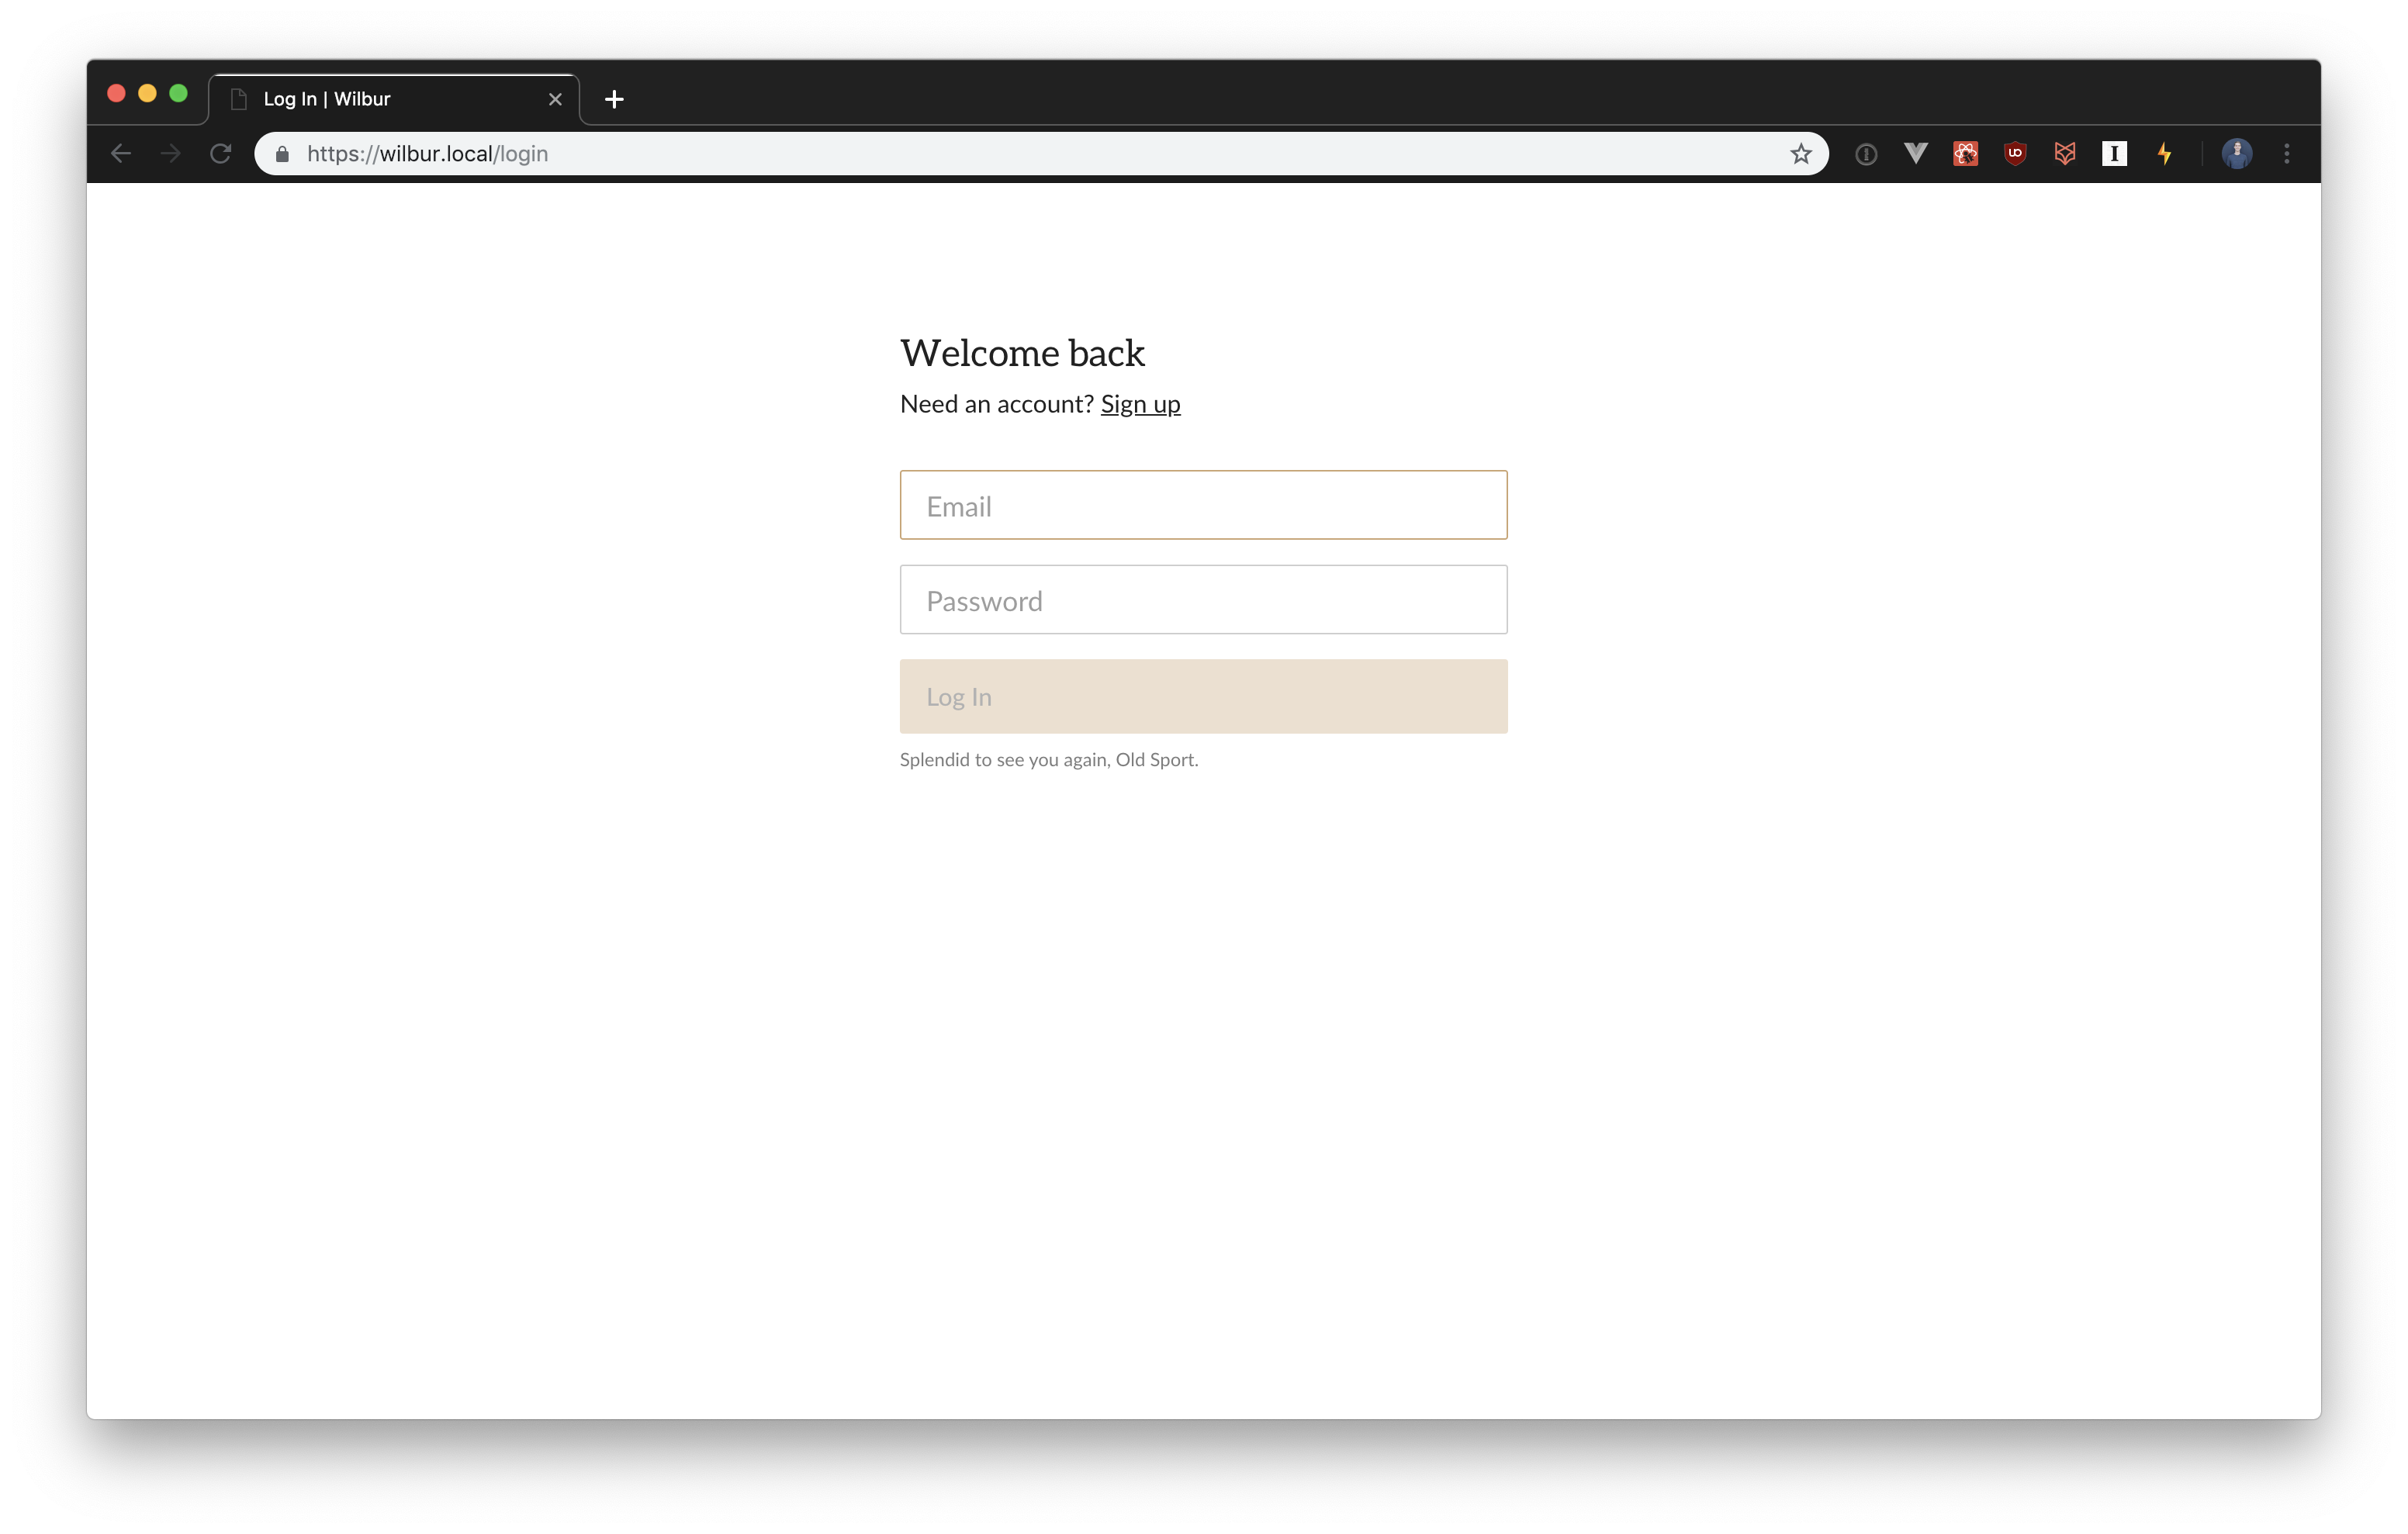 Log In | Wilbur
https://wilbur.local/login
I
Welcome back
Need an account? Sign up
Email
Password
Log In
Splendid to see you again, Old Sport.